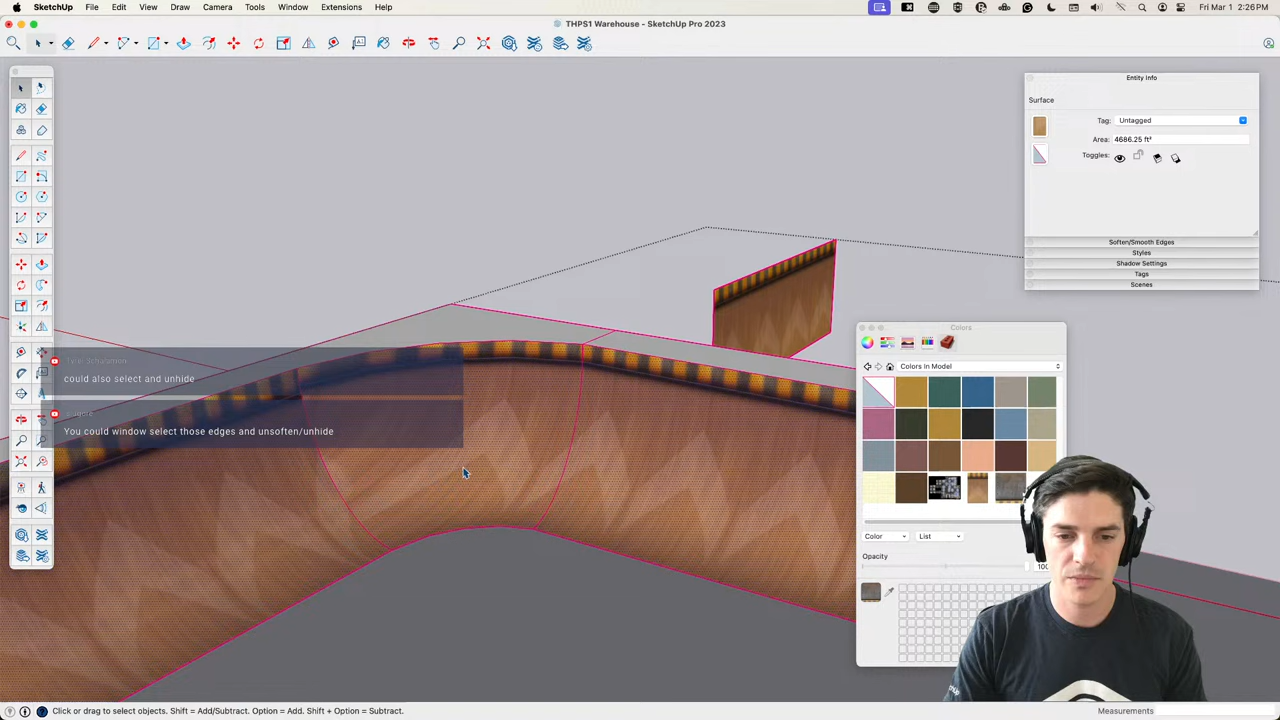 SketchUp File Edit View Draw Camera Tools Window Extensions Help
Fri Mar 1 2:26 PM
THPS1 Warehouse - SketchUp Pro 2023
Entity Info
Surface
Tag: Untagged
Area: 4686.25 ft²
Toggles:
Soften/Smooth Edges
Styles
Shadow Settings
Tags
Scenes
Colors
Colors in Model
could also select and unhide
You could window select those edges and unsoften/unhide
Color List
Opacity
Click or drag to select objects. Shift = Add/Subtract. Option = Add. Shift + Option = Subtract.
Measurements